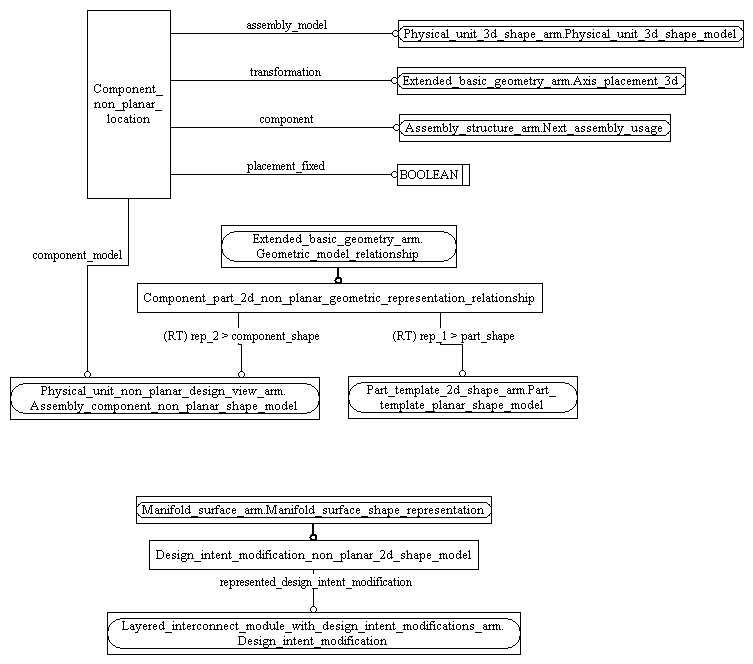 assembly_model
Physical_unit_3d_shape_arm.Physical_unit_3d_shape_model
transformation
Extended_basic_geometry_arm.Axis_placement_3d
Component_
non_planar_
location
component
Assembly_structure_arm.Next_assembly_usage
placement_fixed
BOOLEAN
component_model
Extended_basic_geometry_arm.
Geometric_model_relationship
Component_part_2d_non_planar_geometric_representation_relationship
(RT) rep_2 > component_shape
(RT) rep_1 > part_shape
Physical_unit_non_planar_design_view_arm.
Assembly_component_non_planar_shape_model
Part_template_2d_shape_arm.Part_
template_planar_shape_model
Manifold_surface_arm.Manifold_surface_shape_representation
Design_intent_modification_non_planar_2d_shape_model
represented_design_intent_modification
Layered_interconnect_module_with_design_intent_modifications_arm.
Design_intent_modification